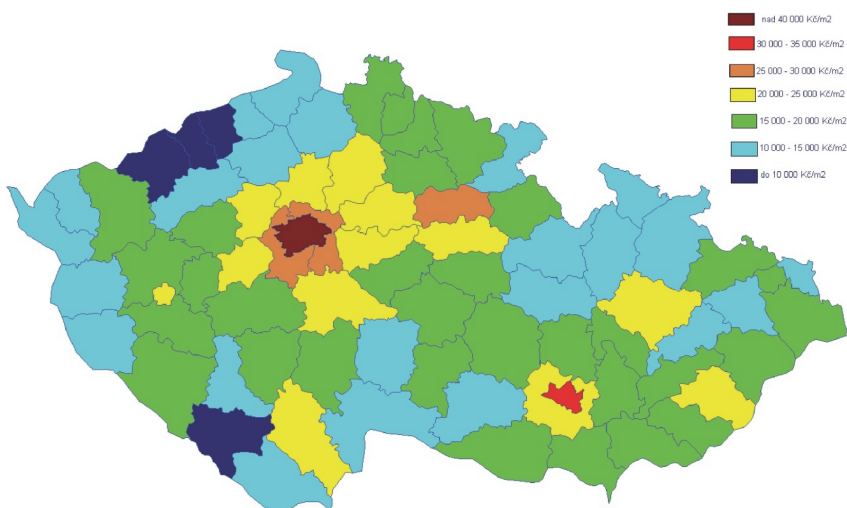 nad 40 000 Kč/m2
30 000 - 35 000 Kč/m2
25 000 - 30 000 Kč/m2
20 000 - 25 000 Kč/m2
15 000 - 20 000 Kč/m2
10 000 - 15 000 Kč/m2
do 10 000 Kč/m2